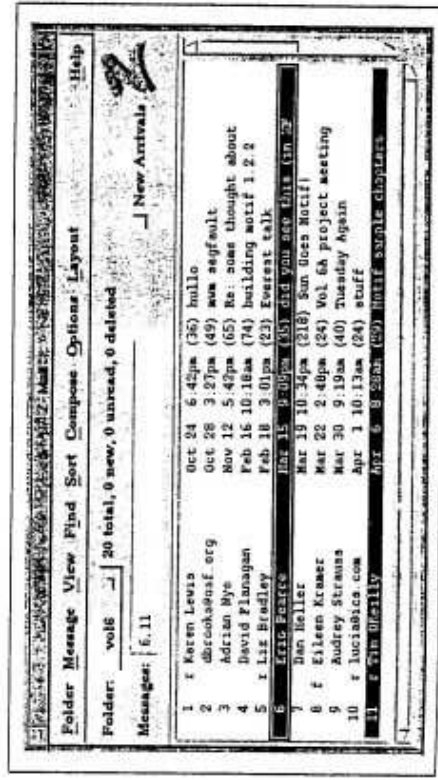 Folder Message View Find Sort Compose Options Layout Help
Folder: vol6 20 total, 0 new, 0 unread, 0 deleted
Messages: 6,11 New Arrivals
1 r Karen Lewis Oct 24 6:42pm (36) hullo
2 dbrooks@osf.org Oct 28 3:27pm (49) mwm segfault
3 Adrian Nye Nov 12 5:42pm (65) Re: some thought about
4 David Flanagan Feb 16 10:18am (74) building motif 1.2.2
5 r Liz Bradley Feb 18 3:01pm (23) Everest talk
6 Eric Pearce Mar 15 9:09pm (35) did you see this (in
7 Dan Heller Mar 19 10:34pm (218) Sun Goes Motif!
8 f Eileen Kramer Mar 22 2:48pm (24) Vol 6A project meeting
9 Audrey Strauss Mar 30 9:19am (40) Tuesday Again
10 r lucia@ics.com Apr 1 10:13am (24) stuff
11 r Tim OReilly Apr 6 8:28am (29) Motif sample chapters